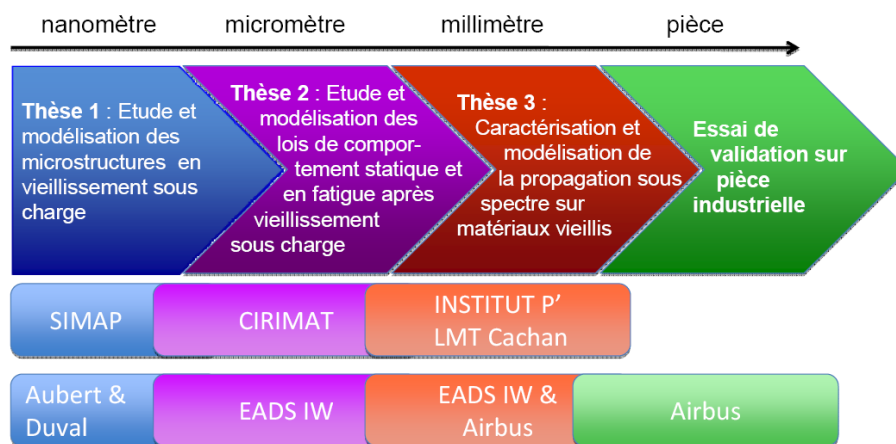 nanomètre micromètre millimètre pièce
Thèse 1 : Etude et
modélisation des
microstructures en
vieillissement sous
charge
Thèse 2 : Etude et
modélisation des
lois de compor-
tement statique et
en fatigue après
vieillissement
sous charge
Thèse 3 :
Caractérisation et
modélisation de
la propagation sous
spectre sur
matériaux vieillis
Essai de
validation sur
pièce
industrielle
SIMAP
CIRIMAT
INSTITUT P'
LMT Cachan
Aubert &
Duval
EADS IW
EADS IW &
Airbus
Airbus